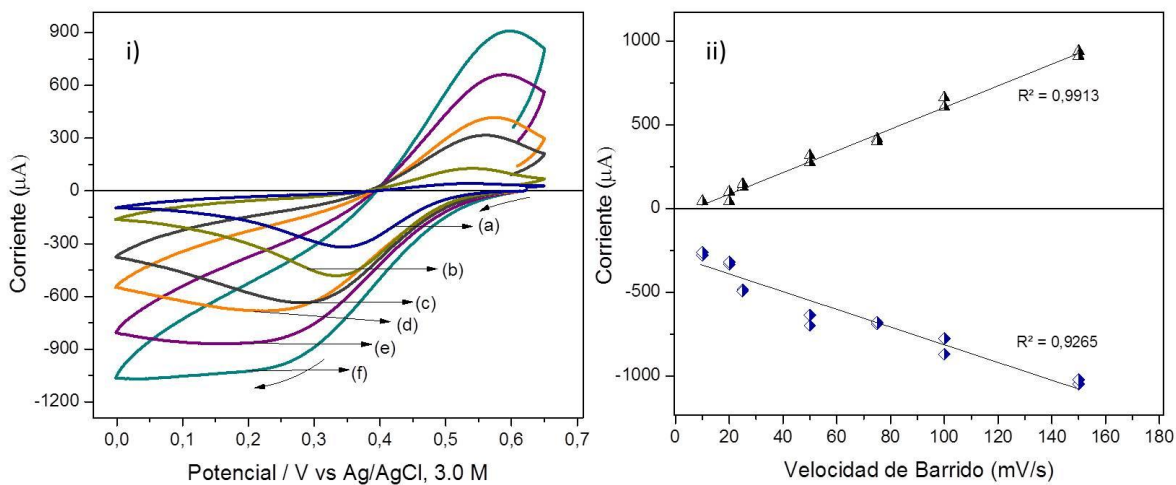 i)
900
600
300
0
-300
-600
-900
-1200
Corriente (μA)
(a)
(b)
(c)
(d)
(e)
(f)
0,0 0,1 0,2 0,3 0,4 0,5 0,6 0,7
Potencial / V vs Ag/AgCl, 3.0 M
ii)
1000
500
0
-500
-1000
Corriente (μA)
R² = 0,9913
R² = 0,9265
0 20 40 60 80 100 120 140 160 180
Velocidad de Barrido (mV/s)